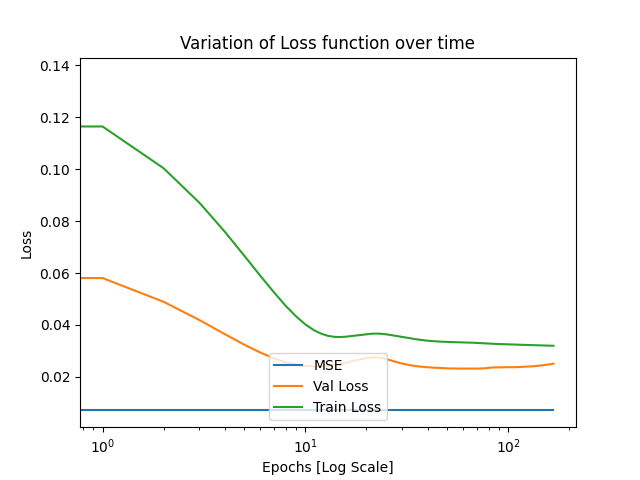 Variation of Loss function over time
0.14
0.12
0.10
0.08
0.06
0.04
0.02
Loss
MSE
Val Loss
Train Loss
10⁰
10¹
10²
Epochs [Log Scale]